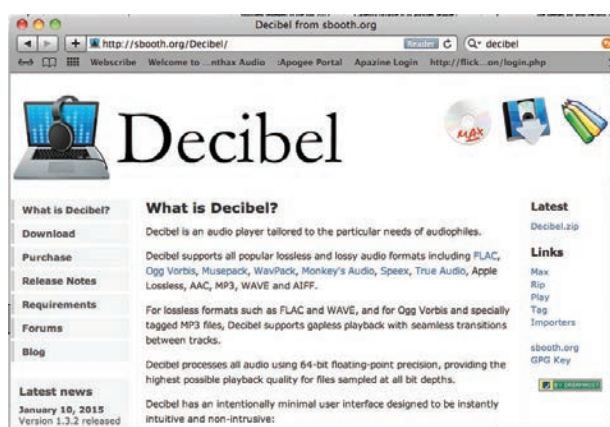 Decibel from sbooth.org
http://sbooth.org/Decibel/
Reader
decibel
Webscribe Welcome to ...nthax Audio :Apogee Portal Apazine Login http://flick...on/login.php
Decibel
MAX
What is Decibel?
Download
Purchase
Release Notes
Requirements
Forums
Blog
Latest news
January 10, 2015
Version 1.3.2 released
What is Decibel?
Decibel is an audio player tailored to the particular needs of audiophiles.
Decibel supports all popular lossless and lossy audio formats including FLAC,
Ogg Vorbis, Musepack, WavPack, Monkey's Audio, Speex, True Audio, Apple
Lossless, AAC, MP3, WAVE and AIFF.
For lossless formats such as FLAC and WAVE, and for Ogg Vorbis and specially
tagged MP3 files, Decibel supports gapless playback with seamless transitions
between tracks.
Decibel processes all audio using 64-bit floating-point precision, providing the
highest possible playback quality for files sampled at all bit depths.
Decibel has an intentionally minimal user interface designed to be instantly
intuitive and non-intrusive:
Latest
Decibel.zip
Links
Max
Rip
Play
Tag
Importers
sbooth.org
GPG Key